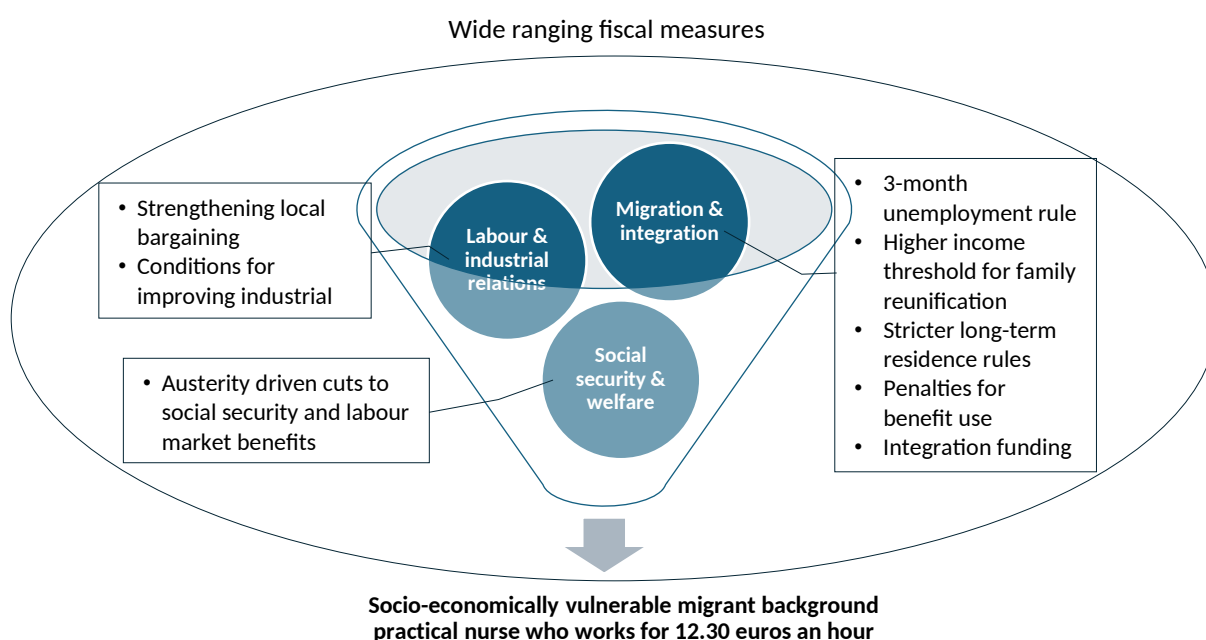 Wide ranging fiscal measures
• Strengthening local
bargaining
• Conditions for
improving industrial
• Austerity driven cuts to
social security and labour
market benefits
Labour &
industrial
relations
Migration &
integration
Social
security &
welfare
• 3-month
unemployment rule
• Higher income
threshold for family
reunification
• Stricter long-term
residence rules
• Penalties for
benefit use
• Integration funding
Socio-economically vulnerable migrant background
practical nurse who works for 12.30 euros an hour